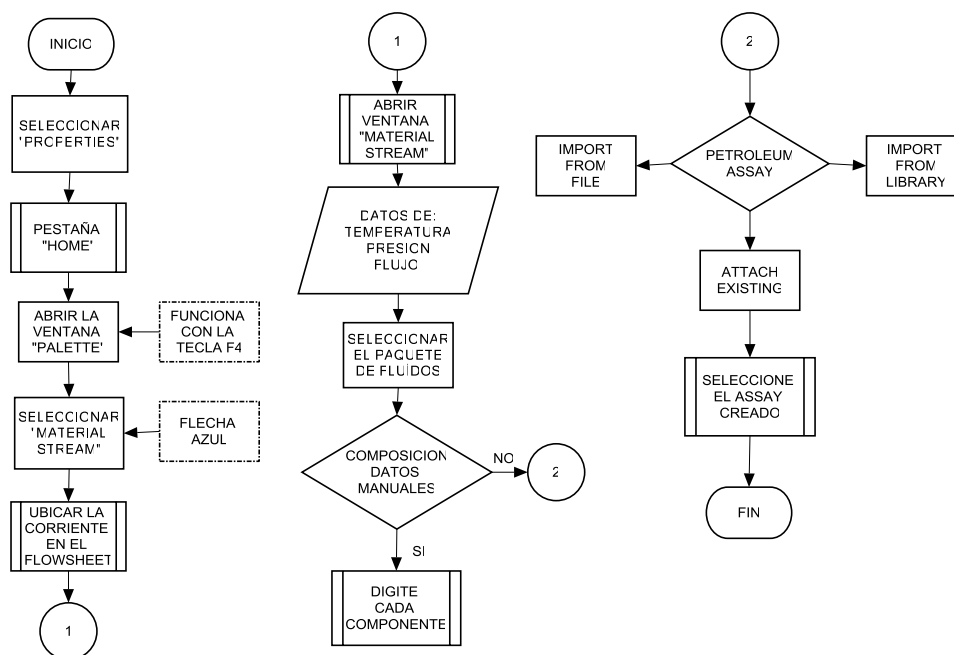 INICIO
SELECCIONAR
'PROPERTIES'
PESTAÑA
"HOME'
ABRIR LA
VENTANA
"PALETTE'
FUNCIONA
CON LA
TECLA F4
SELECCIONAR
'MATERIAL
STREAM"
FLECHA
AZUL
UBICAR LA
CORRIENTE
EN EL
FLOWSHEET
1
1
ABRIR
VENTANA
"MATERIAL
STREAM"
DATOS DE:
TEMPERATURA
PRESION
FLUJO
SELECCIONAR
EL PAQUETE
DE FLUÍDOS
COMPOSICION
DATOS
MANUALES
NO
2
SI
DIGITE
CADA
COMPONENTE
2
PETROLEUM
ASSAY
IMPORT
FROM
FILE
IMPORT
FROM
LIBRARY
ATTACH
EXISTING
SELECCIONE
EL ASSAY
CREADO
FIN